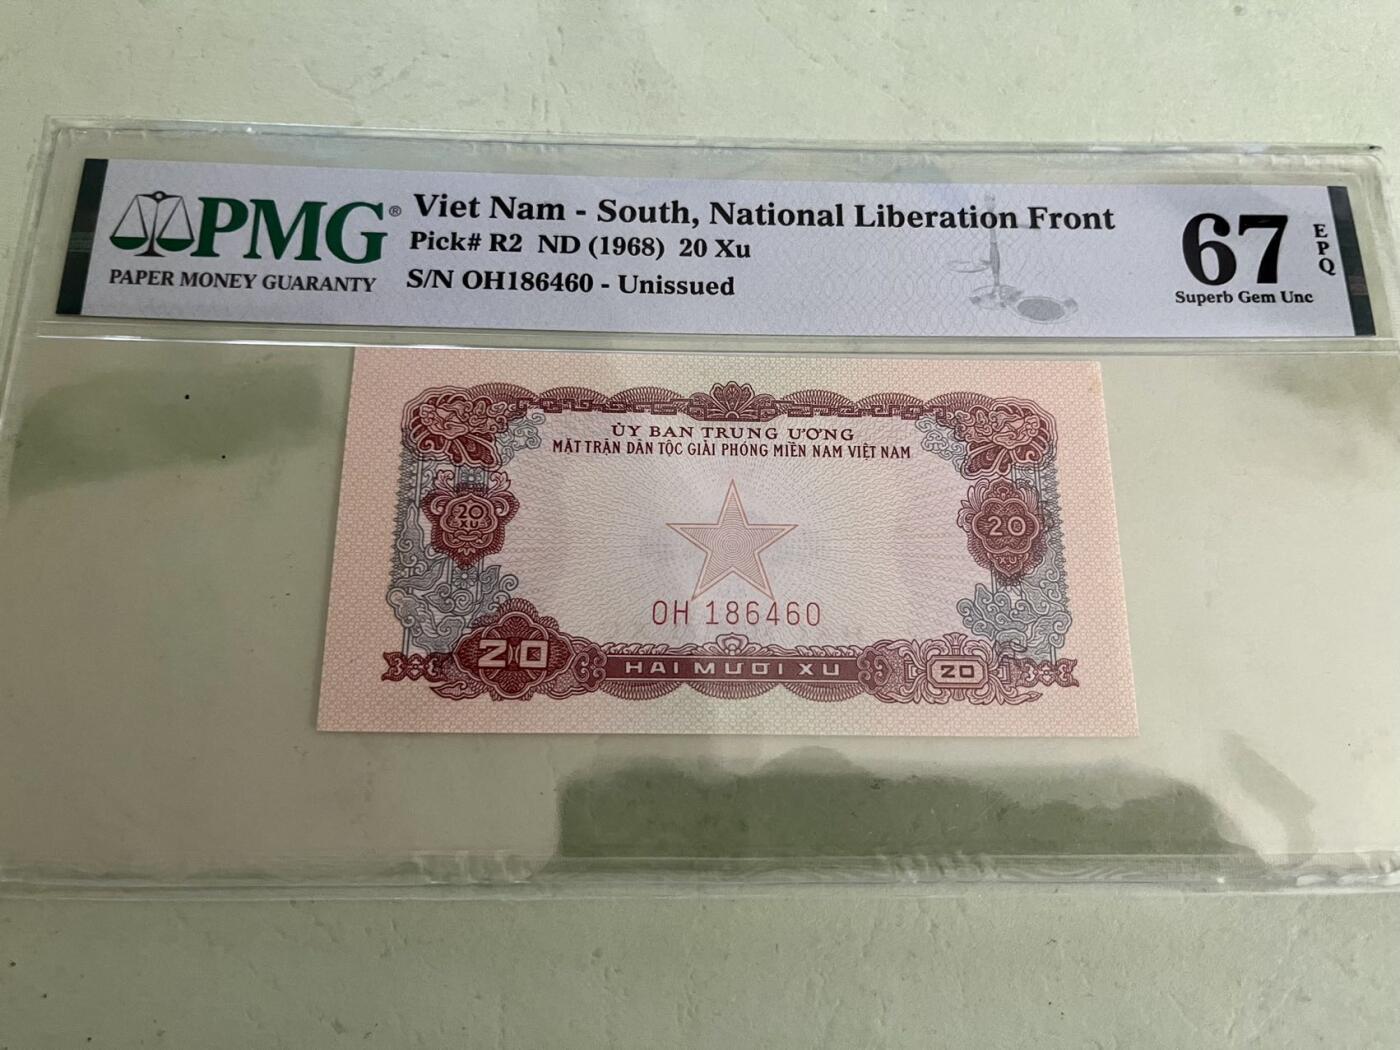 PMG®
PAPER MONEY GUARANTY
Viet Nam - South, National Liberation Front
Pick# R2 ND (1968) 20 Xu
S/N OH186460 - Unissued
67
EPQ
Superb Gem Unc
ỦY BAN TRUNG ƯƠNG
MẶT TRẬN DÂN TỘC GIẢI PHÓNG MIỀN NAM VIỆT NAM
20
XU
20
XU
OH 186460
20
HAI MƯƠI XU
20